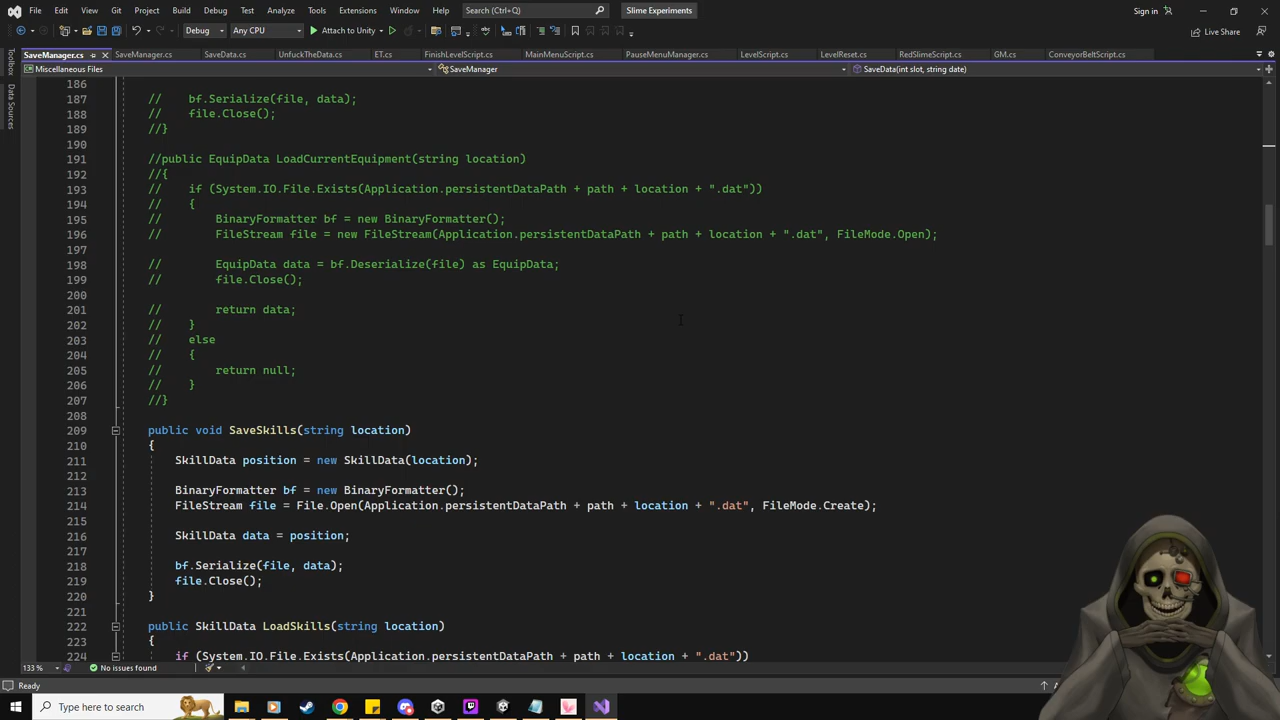 File Edit View Git Project Build Debug Test Analyze Tools Extensions Window Help Search (Ctrl+Q) Slime Experiments Sign in
Debug Any CPU Attach to Unity Live Share
SaveManager.cs SaveManager.cs SaveData.cs UnfuckTheData.cs ET.cs FinishLevelScript.cs MainMenuScript.cs PauseMenuManager.cs LevelScript.cs LevelReset.cs RedSlimeScript.cs GM.cs ConveyorBeltScript.cs
Miscellaneous Files SaveManager SaveData(int slot, string date)
Toolbox
Data Sources
186
187 // bf.Serialize(file, data);
188 // file.Close();
189 //}
190
191 //public EquipData LoadCurrentEquipment(string location)
192 //{
193 // if (System.IO.File.Exists(Application.persistentDataPath + path + location + ".dat"))
194 // {
195 // BinaryFormatter bf = new BinaryFormatter();
196 // FileStream file = new FileStream(Application.persistentDataPath + path + location + ".dat", FileMode.Open);
197
198 // EquipData data = bf.Deserialize(file) as EquipData;
199 // file.Close();
200
201 // return data;
202 // }
203 // else
204 // {
205 // return null;
206 // }
207 //}
208
209 public void SaveSkills(string location)
210 {
211 SkillData position = new SkillData(location);
212
213 BinaryFormatter bf = new BinaryFormatter();
214 FileStream file = File.Open(Application.persistentDataPath + path + location + ".dat", FileMode.Create);
215
216 SkillData data = position;
217
218 bf.Serialize(file, data);
219 file.Close();
220 }
221
222 public SkillData LoadSkills(string location)
223 {
if (System.IO.File.Exists(Application.persistentDataPath + path + location + ".dat"))
133 % No issues found
Ready
Type here to search